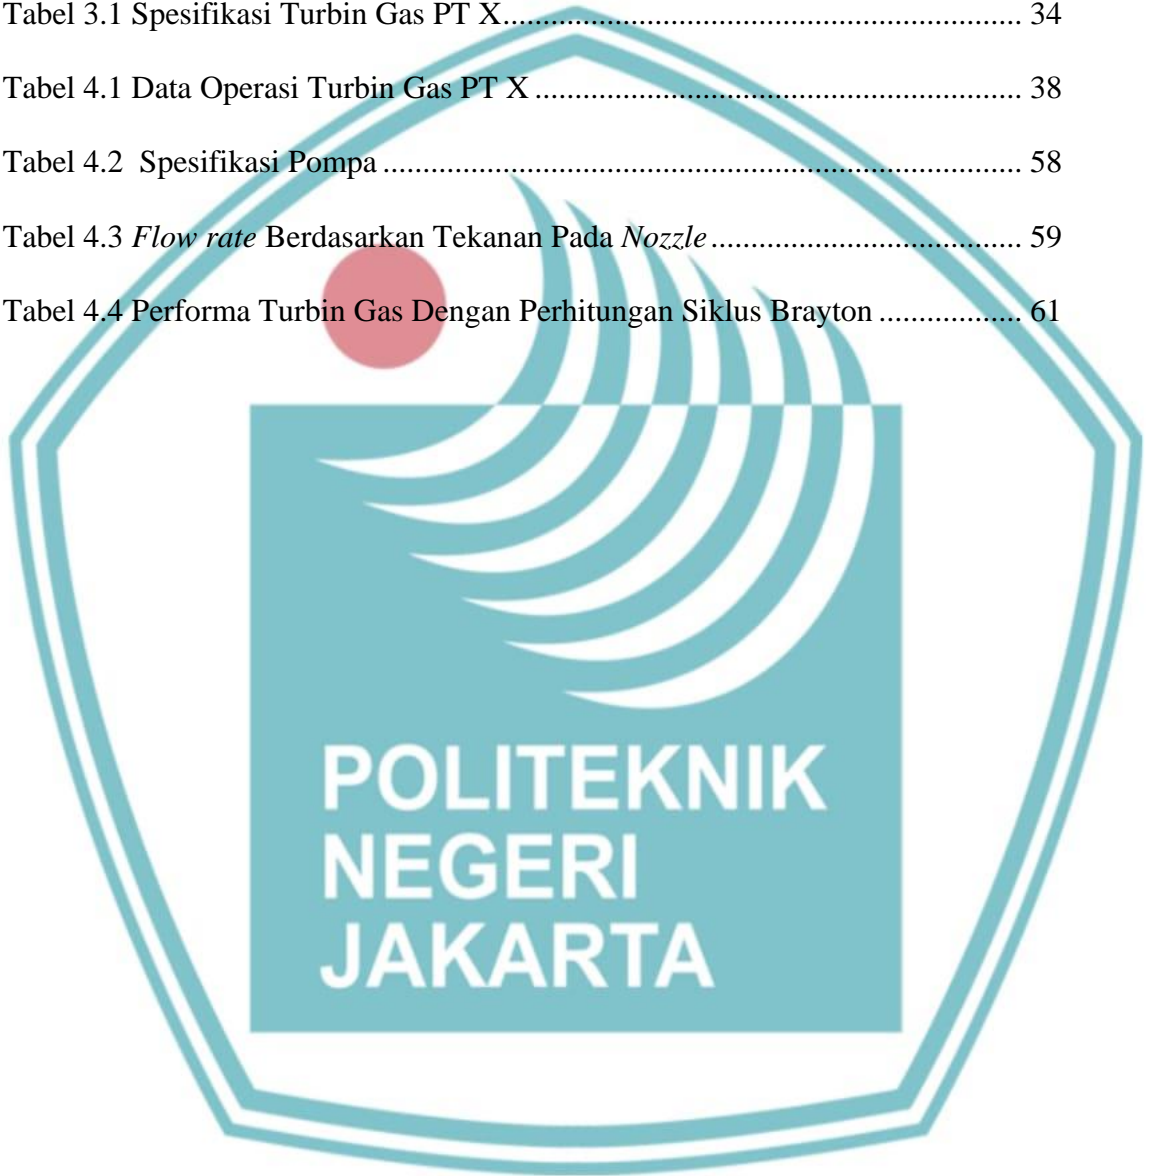 Tabel 3.1 Spesifikasi Turbin Gas PT X................................................................. 34
Tabel 4.1 Data Operasi Turbin Gas PT X ............................................................. 38
Tabel 4.2  Spesifikasi Pompa ................................................................................ 58
Tabel 4.3 Flow rate Berdasarkan Tekanan Pada Nozzle ....................................... 59
Tabel 4.4 Performa Turbin Gas Dengan Perhitungan Siklus Brayton .................. 61
POLITEKNIK
NEGERI
JAKARTA